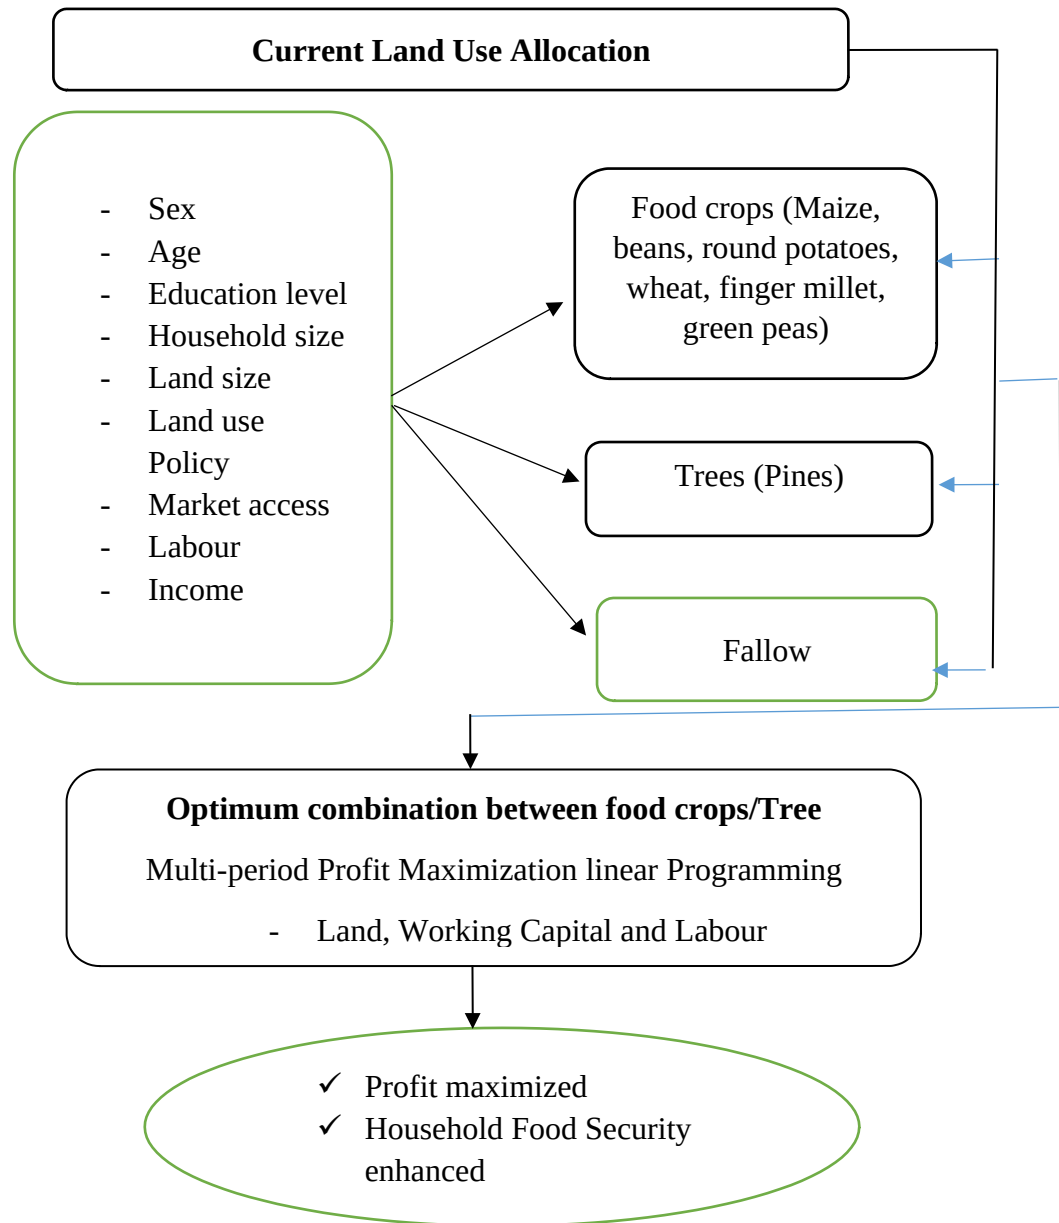 Current Land Use Allocation
- Sex
- Age
- Education level
- Household size
- Land size
- Land use
Policy
- Market access
- Labour
- Income
Food crops (Maize,
beans, round potatoes,
wheat, finger millet,
green peas)
Trees (Pines)
Fallow
Optimum combination between food crops/Tree
Multi-period Profit Maximization linear Programming
- Land, Working Capital and Labour
✓ Profit maximized
✓ Household Food Security
enhanced